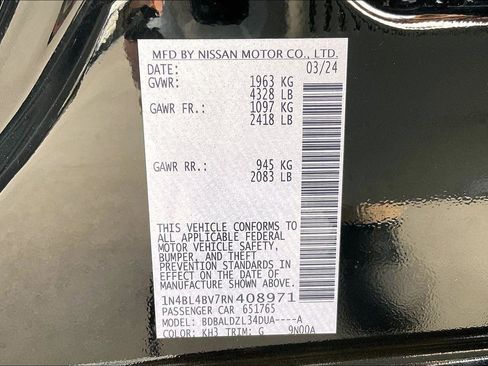 MFD BY NISSAN MOTOR CO., LTD.
DATE: 03/24
GVWR: 1963 KG
4328 LB
GAWR FR.: 1097 KG
2418 LB
GAWR RR.: 945 KG
2083 LB
THIS VEHICLE CONFORMS TO
ALL APPLICABLE FEDERAL
MOTOR VEHICLE SAFETY,
BUMPER, AND THEFT
PREVENTION STANDARDS IN
EFFECT ON THE DATE OF
MANUFACTURE SHOWN ABOVE.
1N4BL4BV7RN408971
PASSENGER CAR 651765
MODEL: BDBALDZL34DUA----A
COLOR: KH3 TRIM: G 9N00A